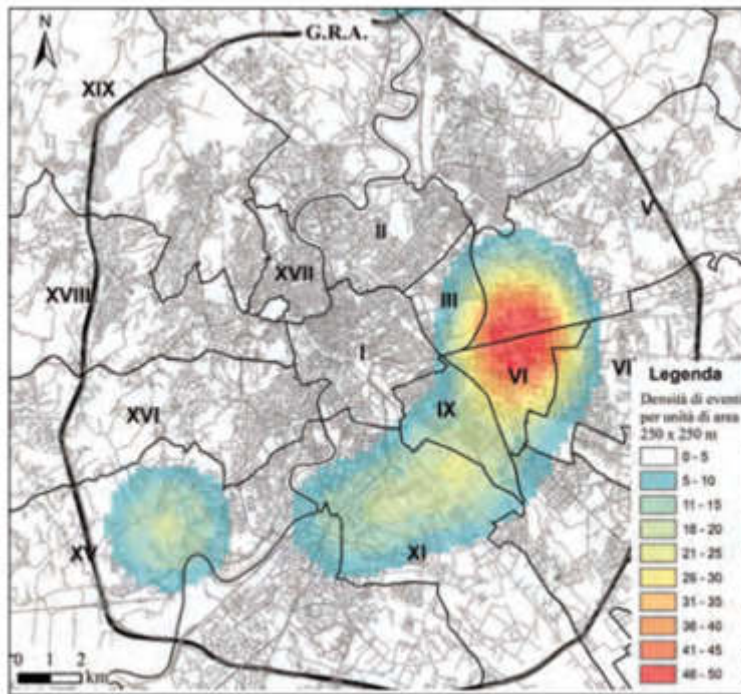 N
G.R.A.
XIX
V
II
XVII
XVIII
III
I
VI
VI
IX
XVI
XV
XI
0 1 2
km
Legenda
Densità di eventi
per unità di area
250 x 250 m
0 - 5
5 - 10
11 - 15
18 - 20
21 - 25
26 - 30
31 - 35
36 - 40
41 - 45
46 - 50